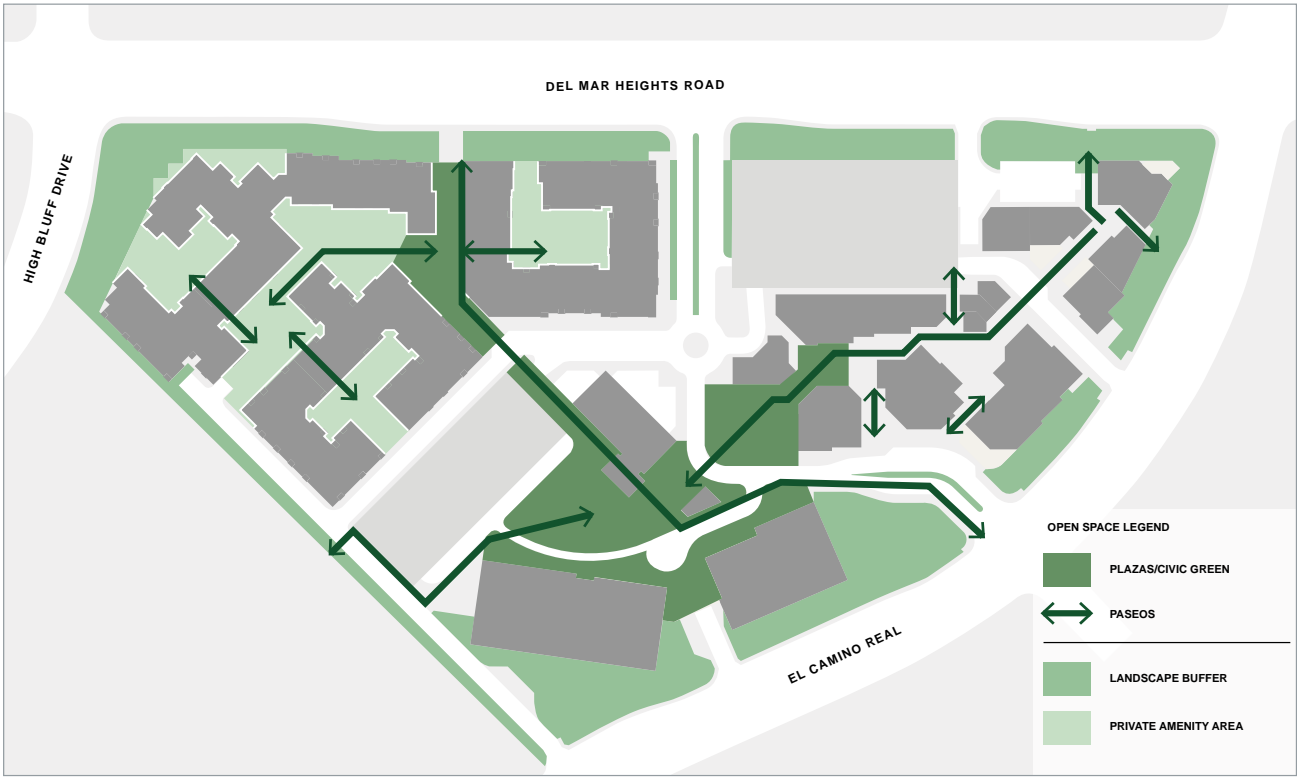 DEL MAR HEIGHTS ROAD
HIGH BLUFF DRIVE
EL CAMINO REAL
OPEN SPACE LEGEND
PLAZAS/CIVIC GREEN
PASEOS
LANDSCAPE BUFFER
PRIVATE AMENITY AREA